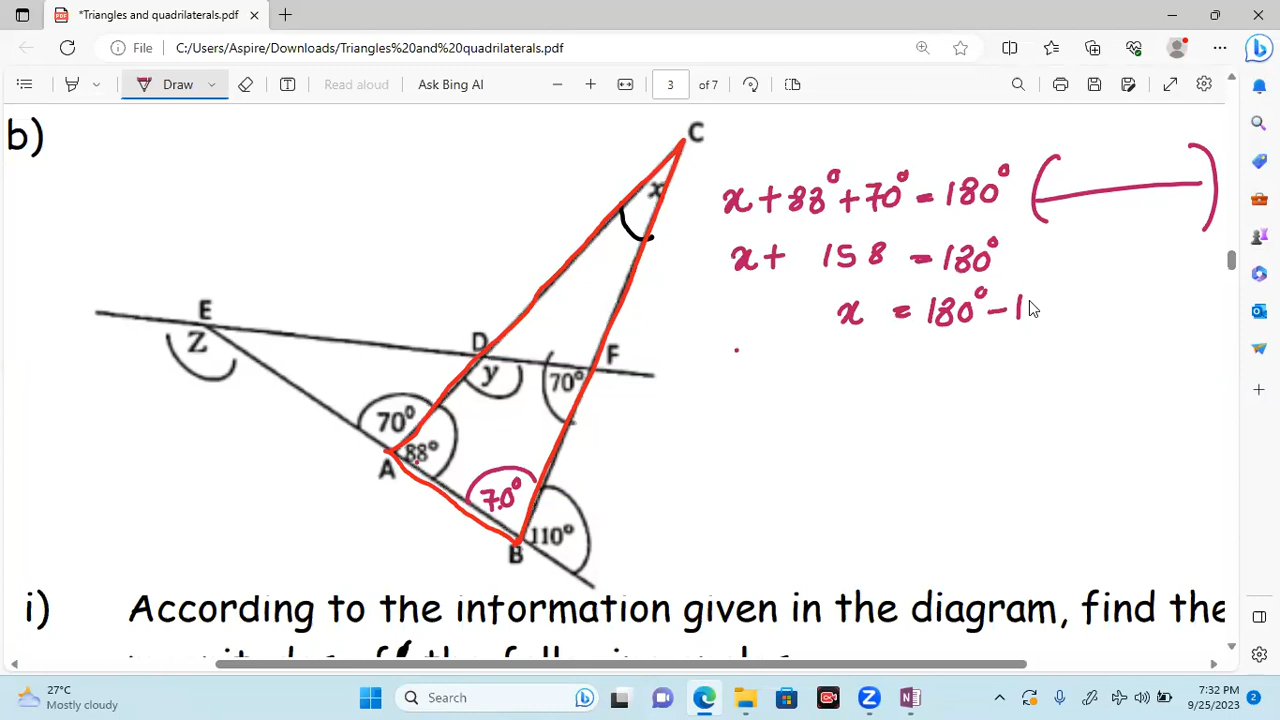 *Triangles and quadrilaterals.pdf
File
C:/Users/Aspire/Downloads/Triangles%20and%20quadrilaterals.pdf
Draw
Read aloud
Ask Bing AI
3
of 7
b)
C
x
x + 88° + 70° = 180°
x + 158 = 180°
x = 180° - 1
E
Z
D
y
F
70°
70°
88°
A
70°
110°
B
i) According to the information given in the diagram, find the
27°C
Mostly cloudy
Search
7:32 PM
9/25/2023
2